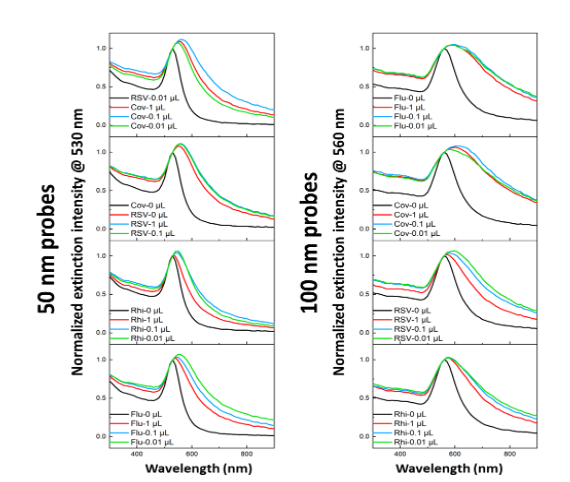 50 nm probes
Normalized extinction intensity @ 530 nm
1.0
0.5
0.0
RSV-0.01 µL
Cov-1 µL
Cov-0.1 µL
Cov-0.01 µL
1.0
0.5
Cov-0 µL
RSV-0 µL
RSV-1 µL
RSV-0.1 µL
1.0
0.5
0.0
Rhi-0 µL
Rhi-1 µL
Rhi-0.1 µL
Rhi-0.01 µL
1.0
0.5
0.0
Flu-0 µL
Flu-1 µL
Flu-0.1 µL
Flu-0.01 µL
400
600
800
Wavelength (nm)
100 nm probes
Normalized extinction intensity @ 560 nm
1.0
0.5
0.0
Flu-0 µL
Flu-1 µL
Flu-0.1 µL
Flu-0.01 µL
1.0
0.5
Cov-0 µL
Cov-1 µL
Cov-0.1 µL
Cov-0.01 µL
1.0
0.5
0.0
RSV-0 µL
RSV-1 µL
RSV-0.1 µL
RSV-0.01 µL
1.0
0.5
0.0
Rhi-0 µL
Rhi-1 µL
Rhi-0.1 µL
Rhi-0.01 µL
400
600
800
Wavelength (nm)